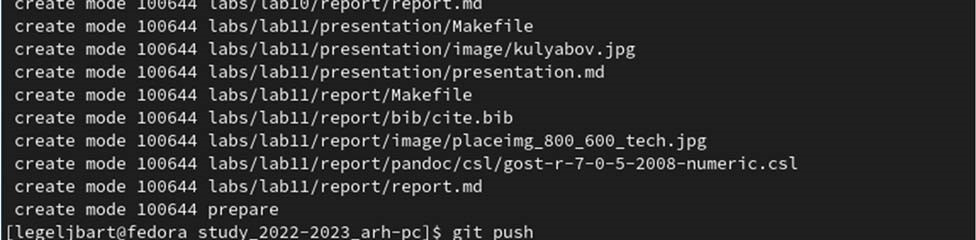 create mode 100644 labs/lab10/report/report.md
create mode 100644 labs/lab11/presentation/Makefile
create mode 100644 labs/lab11/presentation/image/kulyabov.jpg
create mode 100644 labs/lab11/presentation/presentation.md
create mode 100644 labs/lab11/report/Makefile
create mode 100644 labs/lab11/report/bib/cite.bib
create mode 100644 labs/lab11/report/image/placeimg_800_600_tech.jpg
create mode 100644 labs/lab11/report/pandoc/csl/gost-r-7-0-5-2008-numeric.csl
create mode 100644 labs/lab11/report/report.md
create mode 100644 prepare
[legeljbart@fedora study_2022-2023_arh-pc]$ git push